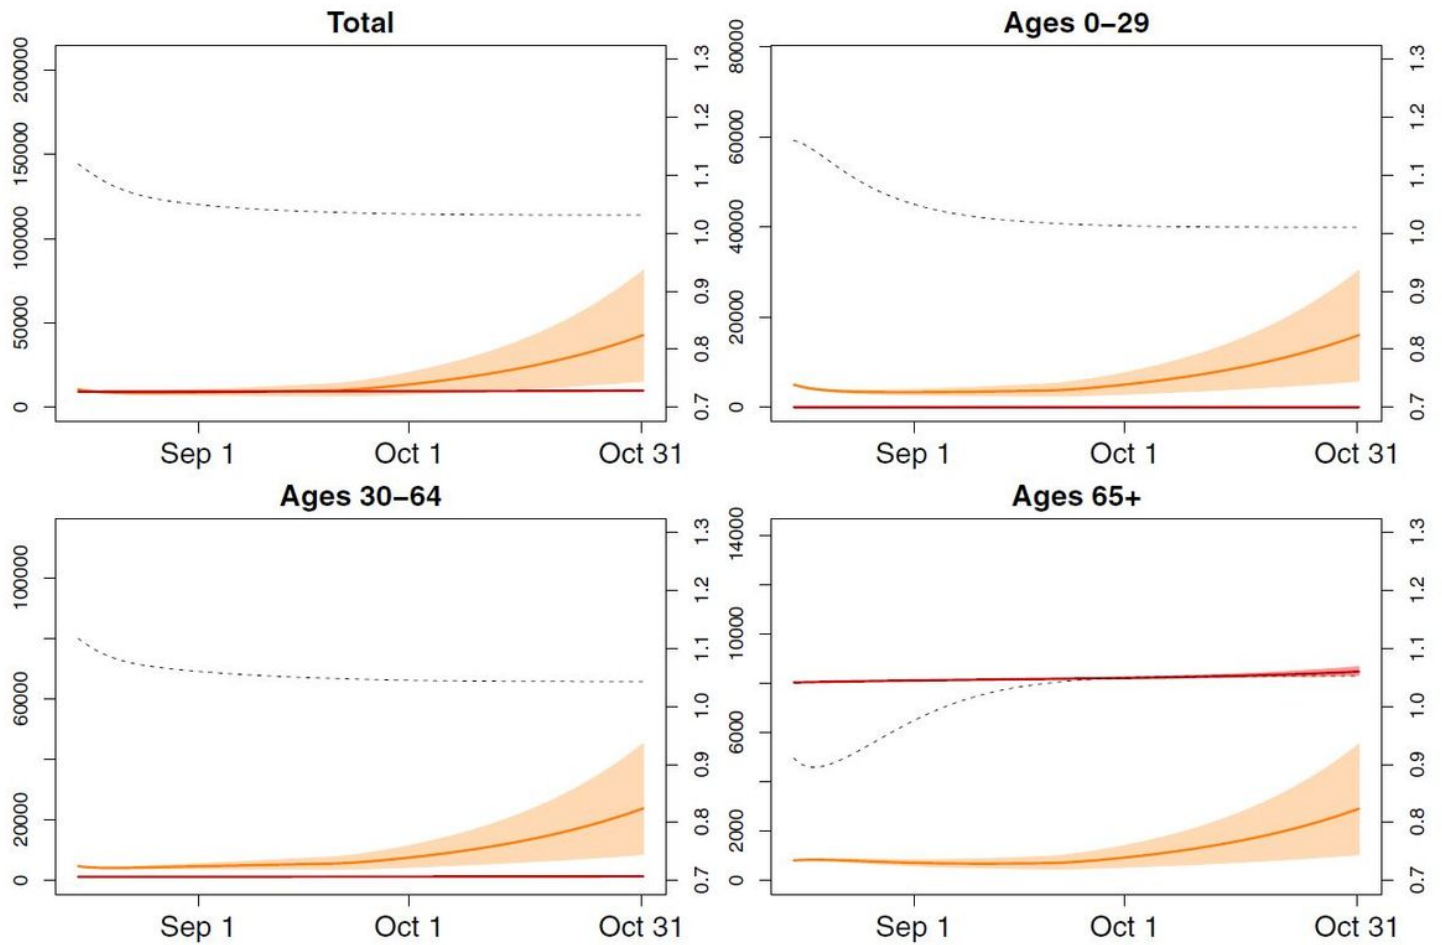 Total
200000
150000
100000
50000
0
1.3
1.2
1.1
1.0
0.9
0.8
0.7
Sep 1
Oct 1
Oct 31
Ages 0–29
80000
60000
40000
20000
0
1.3
1.2
1.1
1.0
0.9
0.8
0.7
Sep 1
Oct 1
Oct 31
Ages 30–64
100000
60000
20000
0
1.3
1.2
1.1
1.0
0.9
0.8
0.7
Sep 1
Oct 1
Oct 31
Ages 65+
14000
10000
6000
2000
0
1.3
1.2
1.1
1.0
0.9
0.8
0.7
Sep 1
Oct 1
Oct 31